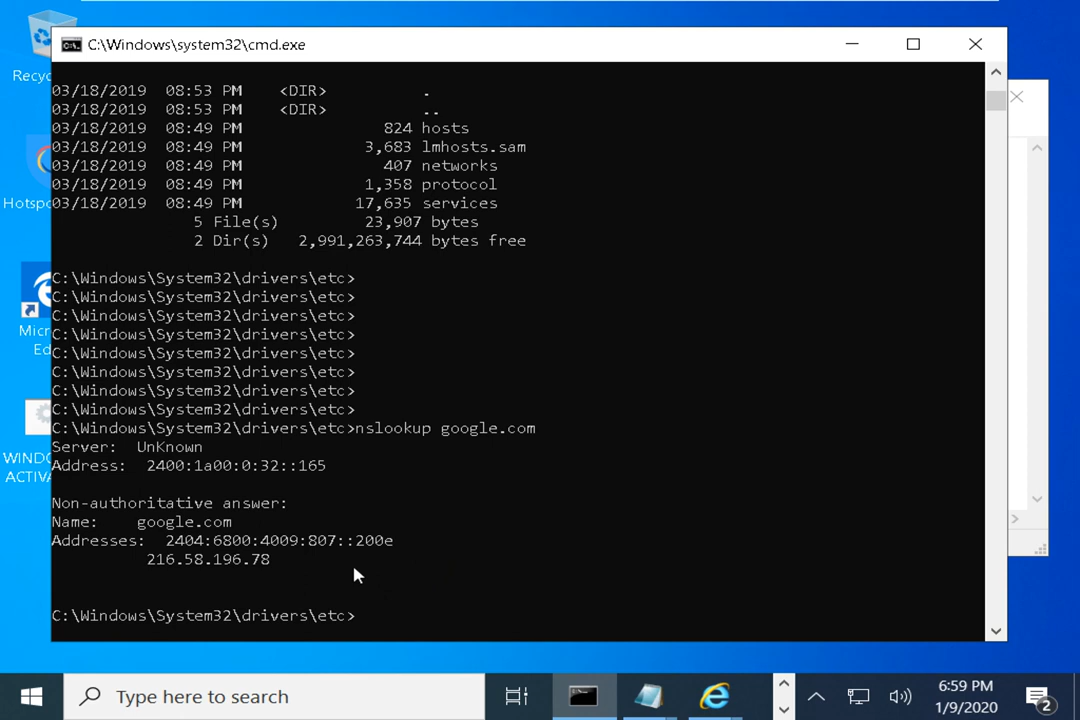 C:\Windows\system32\cmd.exe
03/18/2019 08:53 PM <DIR> .
03/18/2019 08:53 PM <DIR> ..
03/18/2019 08:49 PM 824 hosts
03/18/2019 08:49 PM 3,683 lmhosts.sam
03/18/2019 08:49 PM 407 networks
03/18/2019 08:49 PM 1,358 protocol
03/18/2019 08:49 PM 17,635 services
5 File(s) 23,907 bytes
2 Dir(s) 2,991,263,744 bytes free
C:\Windows\System32\drivers\etc>
C:\Windows\System32\drivers\etc>
C:\Windows\System32\drivers\etc>
C:\Windows\System32\drivers\etc>
C:\Windows\System32\drivers\etc>
C:\Windows\System32\drivers\etc>
C:\Windows\System32\drivers\etc>
C:\Windows\System32\drivers\etc>
C:\Windows\System32\drivers\etc>nslookup google.com
Server: UnKnown
Address: 2400:1a00:0:32::165
Non-authoritative answer:
Name: google.com
Addresses: 2404:6800:4009:807::200e
216.58.196.78
C:\Windows\System32\drivers\etc>
Recy
Hotsp
Micr
Ed
WIND
ACTIVA
Type here to search
6:59 PM
1/9/2020
2